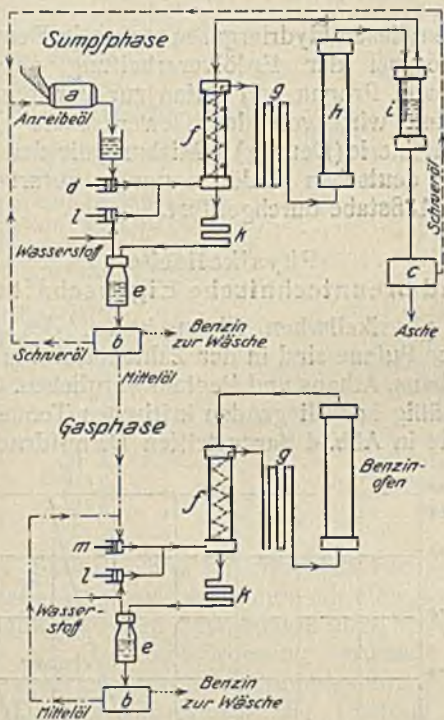 Sumpfphase
a
Anreibeöl
d
l
Wasserstoff
e
b
Benzin
zur Wäsche
Schweröl
Mittelöl
f
g
h
i
k
c
Asche
Schweröl
Gasphase
m
l
Wasser-
stoff
e
b
Benzin
zur Wäsche
Mittelöl
f
g
k
Benzin-
ofen